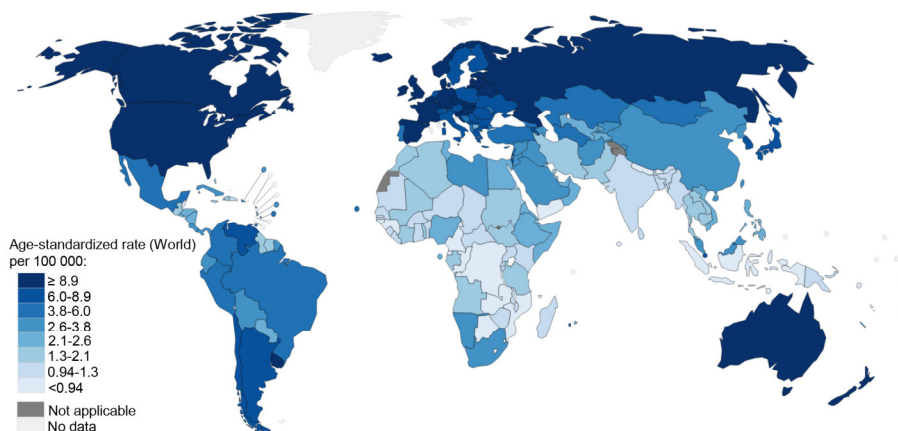 Age-standardized rate (World)
per 100 000:
≥ 8.9
6.0-8.9
3.8-6.0
2.6-3.8
2.1-2.6
1.3-2.1
0.94-1.3
<0.94
Not applicable
No data